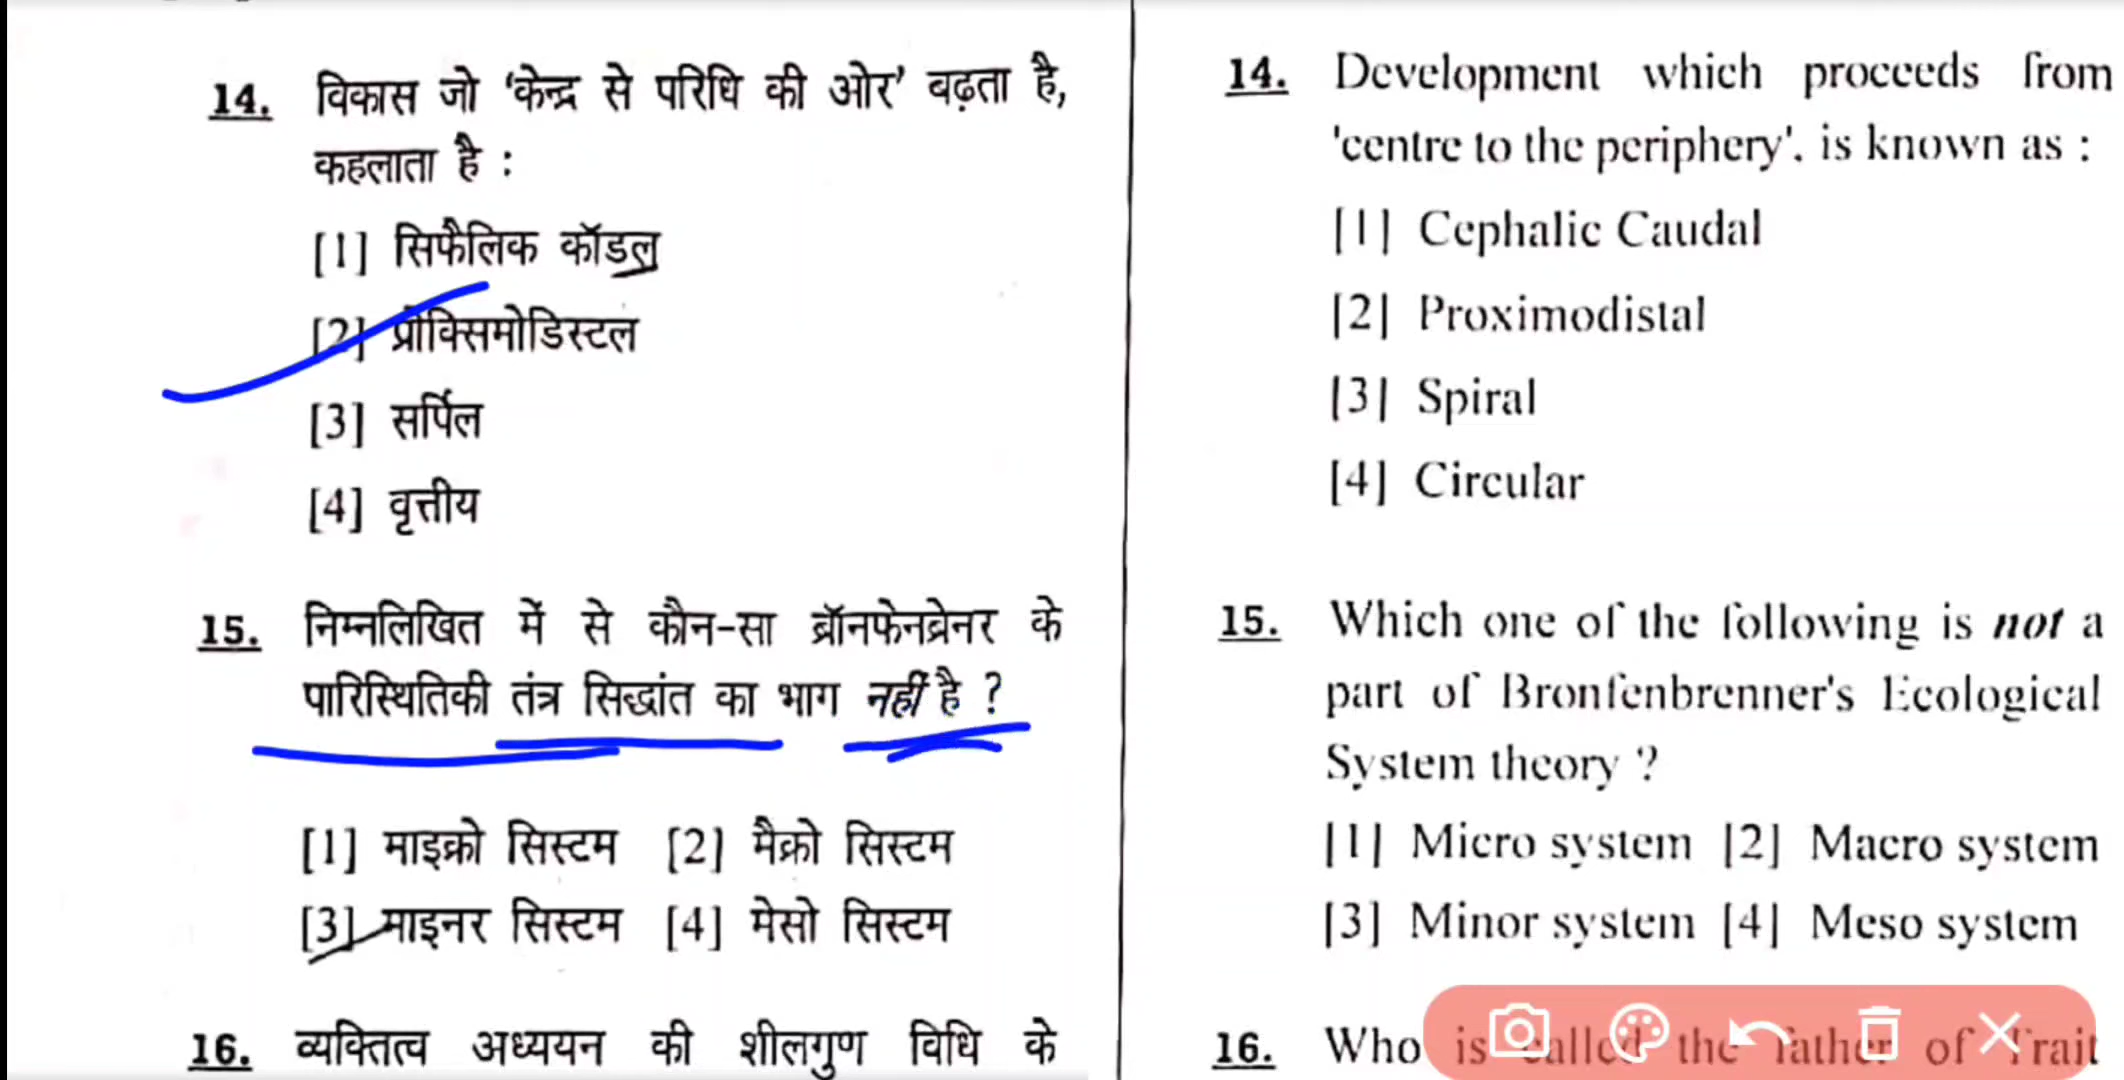 14. विकास जो ‘केन्द्र से परिधि की ओर’ बढ़ता है,
कहलाता है :
[1] सिफैलिक कॉडल
[2] प्रॉक्सिमोडिस्टल
[3] सर्पिल
[4] वृत्तीय
15. निम्नलिखित में से कौन-सा ब्रॉनफेनब्रेनर के
पारिस्थितिकी तंत्र सिद्धांत का भाग नहीं है ?
[1] माइक्रो सिस्टम [2] मैक्रो सिस्टम
[3] माइनर सिस्टम [4] मेसो सिस्टम
16. व्यक्तित्व अध्ययन की शीलगुण विधि के
14. Development which proceeds from
'centre to the periphery', is known as :
[1] Cephalic Caudal
[2] Proximodistal
[3] Spiral
[4] Circular
15. Which one of the following is not a
part of Bronfenbrenner's Ecological
System theory ?
[1] Micro system [2] Macro system
[3] Minor system [4] Meso system
16. Who is called the father of Trait